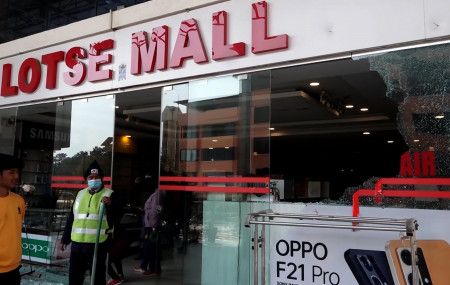 LOTSE MALL
SAMSUNG
AIR
oppo
OPPO
F21 Pro